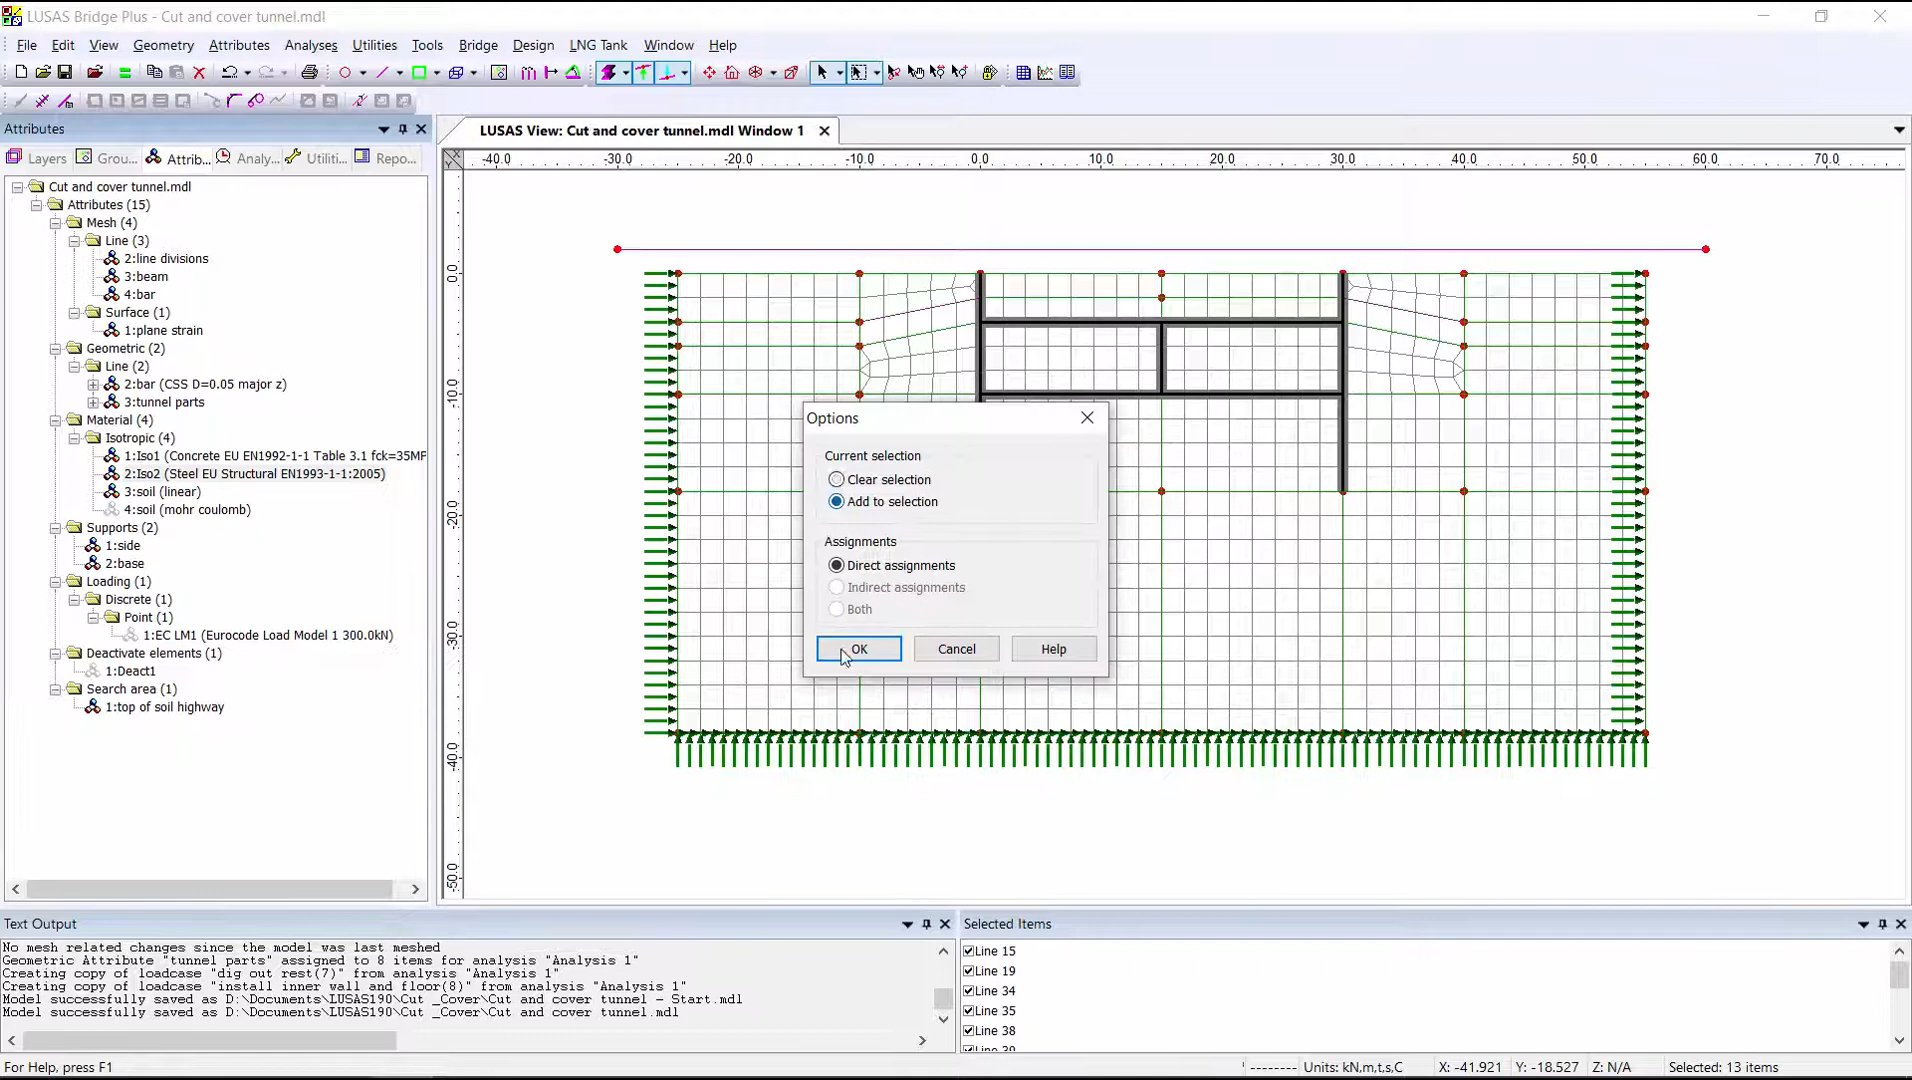 LUSAS Bridge Plus - Cut and cover tunnel.mdl
File Edit View Geometry Attributes Analyses Utilities Tools Bridge Design LNG Tank Window Help
Attributes
LUSAS View: Cut and cover tunnel.mdl Window 1
Layers Grou... Attrib... Analy... Utiliti... Repo...
X
Y
-40.0 -30.0 -20.0 -10.0 0.0 10.0 20.0 30.0 40.0 50.0 60.0 70.0
0.0
-10.0
-20.0
-30.0
-40.0
-50.0
Cut and cover tunnel.mdl
Attributes (15)
Mesh (4)
Line (3)
2:line divisions
3:beam
4:bar
Surface (1)
1:plane strain
Geometric (2)
Line (2)
2:bar (CSS D=0.05 major z)
3:tunnel parts
Material (4)
Isotropic (4)
1:Iso1 (Concrete EU EN1992-1-1 Table 3.1 fck=35MP
2:Iso2 (Steel EU Structural EN1993-1-1:2005)
3:soil (linear)
4:soil (mohr coulomb)
Supports (2)
1:side
2:base
Loading (1)
Discrete (1)
Point (1)
1:EC LM1 (Eurocode Load Model 1 300.0kN)
Deactivate elements (1)
1:Deact1
Search area (1)
1:top of soil highway
Options
Current selection
Clear selection
Add to selection
Assignments
Direct assignments
Indirect assignments
Both
OK Cancel Help
Text Output
No mesh related changes since the model was last meshed
Geometric Attribute "tunnel parts" assigned to 8 items for analysis "Analysis 1"
Creating copy of loadcase "dig out rest(7)" from analysis "Analysis 1"
Creating copy of loadcase "install inner wall and floor(8)" from analysis "Analysis 1"
Model successfully saved as D:\Documents\LUSAS190\Cut _Cover\Cut and cover tunnel - Start.mdl
Model successfully saved as D:\Documents\LUSAS190\Cut _Cover\Cut and cover tunnel.mdl
Selected Items
Line 15
Line 19
Line 34
Line 35
Line 38
Line 39
For Help, press F1
Units: kN,m,t,s,C X: -41.921 Y: -18.527 Z: N/A Selected: 13 items